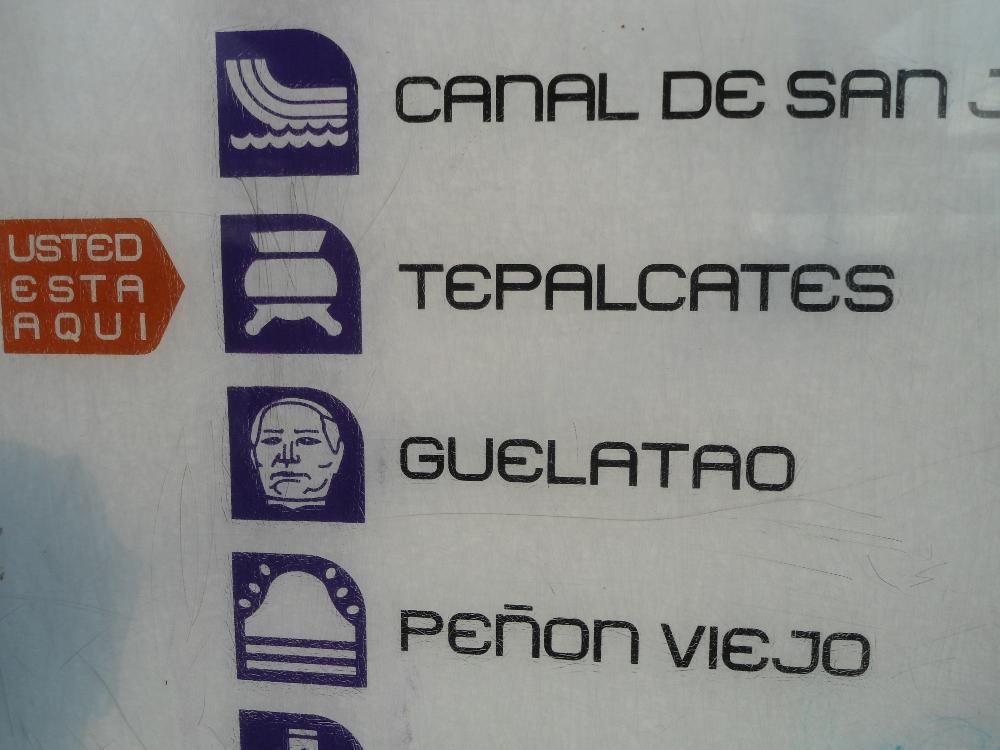 CANAL DE SAN
USTED
ESTA
AQUI
TEPALCATES
GUELATAO
PEÑON VIEJO